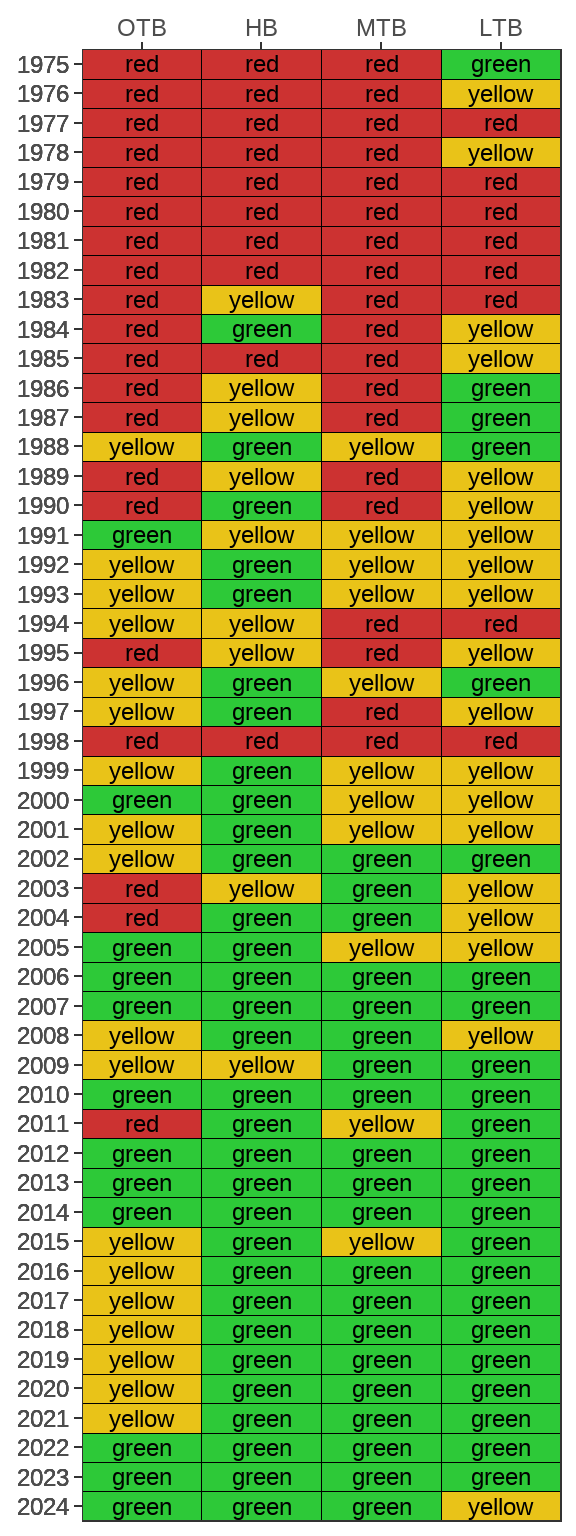 OTB HB MTB LTB
1975 red red red green
1976 red red red yellow
1977 red red red red
1978 red red red yellow
1979 red red red red
1980 red red red red
1981 red red red red
1982 red red red red
1983 red yellow red red
1984 red green red yellow
1985 red red red yellow
1986 red yellow red green
1987 red yellow red green
1988 yellow green yellow green
1989 red yellow red yellow
1990 red green red yellow
1991 green yellow yellow yellow
1992 yellow green yellow yellow
1993 yellow green yellow yellow
1994 yellow yellow red red
1995 red yellow red yellow
1996 yellow green yellow green
1997 yellow green red yellow
1998 red red red red
1999 yellow green yellow yellow
2000 green green yellow yellow
2001 yellow green yellow yellow
2002 yellow green green green
2003 red yellow green yellow
2004 red green green yellow
2005 green green yellow yellow
2006 green green green green
2007 green green green green
2008 yellow green green yellow
2009 yellow yellow green green
2010 green green green green
2011 red green yellow green
2012 green green green green
2013 green green green green
2014 green green green green
2015 yellow green yellow green
2016 yellow green green green
2017 yellow green green green
2018 yellow green green green
2019 yellow green green green
2020 yellow green green green
2021 yellow green green green
2022 green green green green
2023 green green green green
2024 green green green yellow